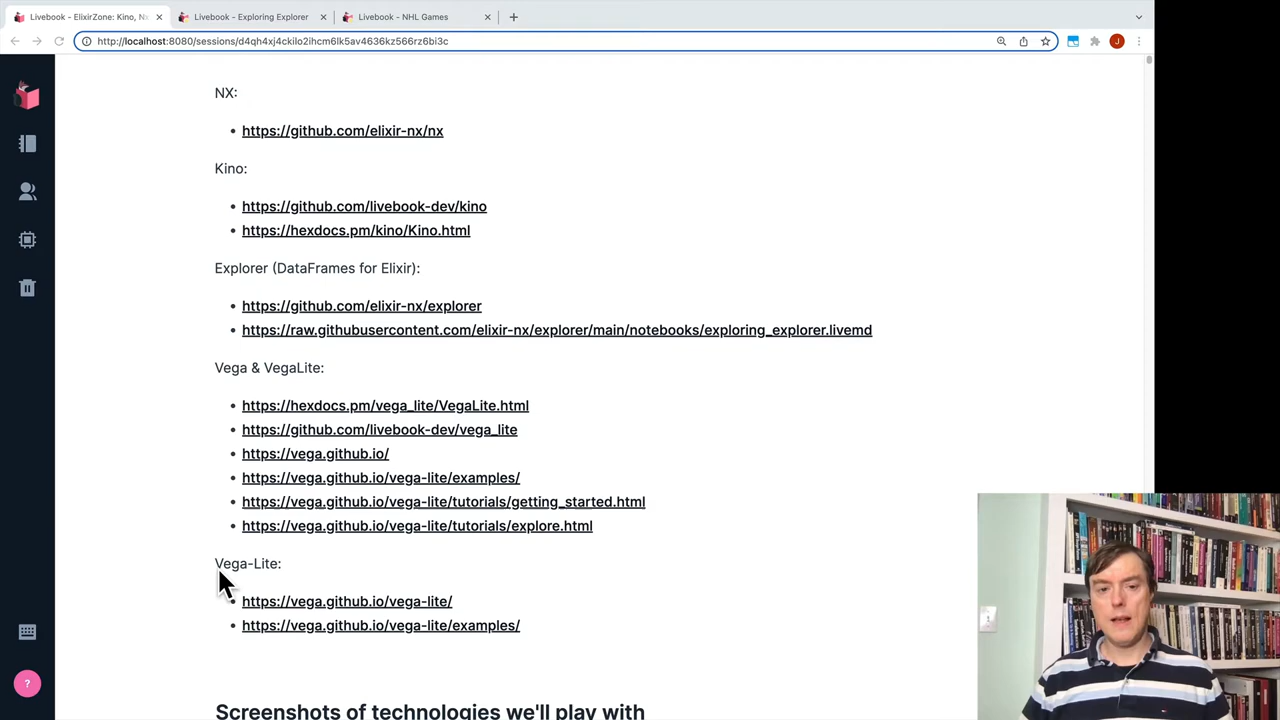 Livebook - ElixirZone: Kino, Nx
Livebook - Exploring Explorer
Livebook - NHL Games
http://localhost:8080/sessions/d4qh4xj4ckilo2ihcm6lk5av4636kz566rz6bi3c
J
NX:
• https://github.com/elixir-nx/nx
Kino:
• https://github.com/livebook-dev/kino
• https://hexdocs.pm/kino/Kino.html
Explorer (DataFrames for Elixir):
• https://github.com/elixir-nx/explorer
• https://raw.githubusercontent.com/elixir-nx/explorer/main/notebooks/exploring_explorer.livemd
Vega & VegaLite:
• https://hexdocs.pm/vega_lite/VegaLite.html
• https://github.com/livebook-dev/vega_lite
• https://vega.github.io/
• https://vega.github.io/vega-lite/examples/
• https://vega.github.io/vega-lite/tutorials/getting_started.html
• https://vega.github.io/vega-lite/tutorials/explore.html
Vega-Lite:
• https://vega.github.io/vega-lite/
• https://vega.github.io/vega-lite/examples/
?
Screenshots of technologies we'll play with